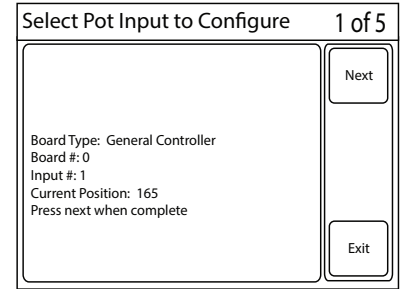 Select Pot Input to Configure 1 of 5
Next
Board Type: General Controller
Board #: 0
Input #: 1
Current Position: 165
Press next when complete
Exit